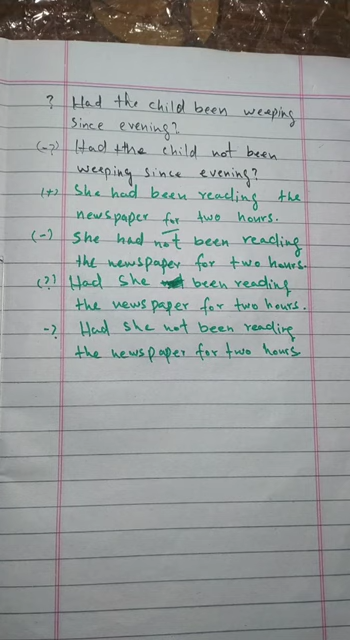 ? Had the child been weeping
since evening?
(-?) Had the child not been
weeping since evening?
(+) She had been reading the
newspaper for two hours.
(-) She had not been reading
the newspaper for two hours.
(?) Had She been reading
the news paper for two hours.
-? Had She not been reading
the newspaper for two hours